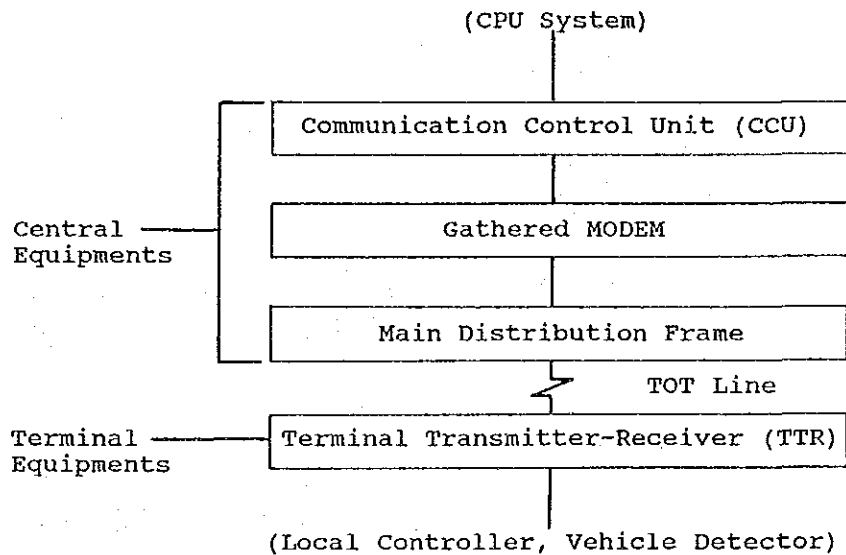 (CPU System)
Communication Control Unit (CCU)
Central
Equipments
Gathered MODEM
Main Distribution Frame
TOT Line
Terminal
Equipments
Terminal Transmitter-Receiver (TTR)
(Local Controller, Vehicle Detector)